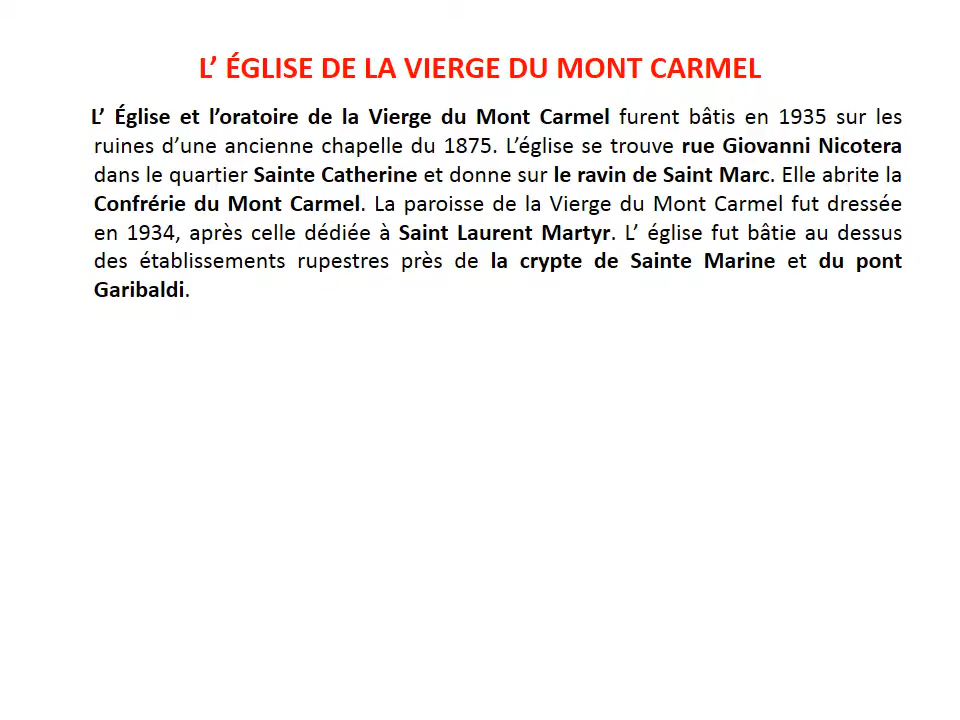 L’ ÉGLISE DE LA VIERGE DU MONT CARMEL
L’ Église et l’oratoire de la Vierge du Mont Carmel furent bâtis en 1935 sur les
ruines d’une ancienne chapelle du 1875. L’église se trouve rue Giovanni Nicotera
dans le quartier Sainte Catherine et donne sur le ravin de Saint Marc. Elle abrite la
Confrérie du Mont Carmel. La paroisse de la Vierge du Mont Carmel fut dressée
en 1934, après celle dédiée à Saint Laurent Martyr. L’ église fut bâtie au dessus
des établissements rupestres près de la crypte de Sainte Marine et du pont
Garibaldi.